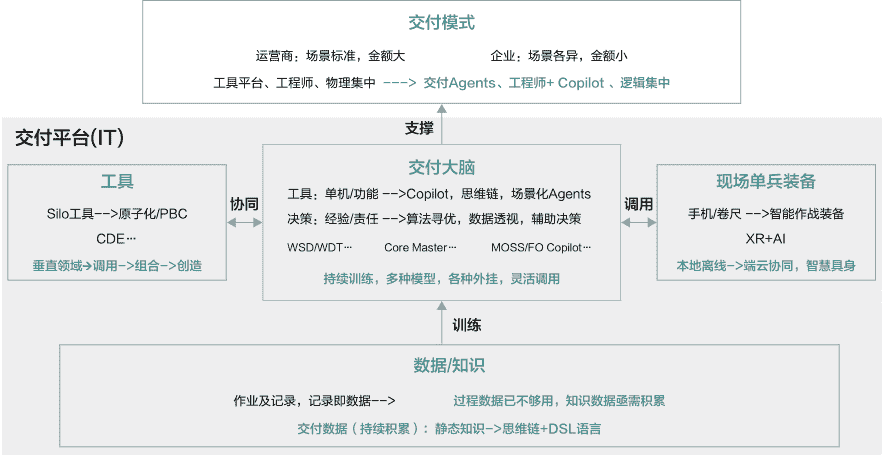 交付模式
运营商：场景标准，金额大 企业：场景各异，金额小
工具平台、工程师、物理集中 ---> 交付Agents、工程师+ Copilot 、逻辑集中
支撑
交付平台(IT)
工具
Silo工具-->原子化/PBC
CDE…
垂直领域→调用->组合->创造
协同
交付大脑
工具：单机/功能 -->Copilot，思维链，场景化Agents
决策：经验/责任 -->算法寻优，数据透视，辅助决策
WSD/WDT… Core Master… MOSS/FO Copilot…
持续训练，多种模型，各种外挂，灵活调用
调用
现场单兵装备
手机/卷尺 -->智能作战装备
XR+AI
本地离线->端云协同，智慧具身
训练
数据/知识
作业及记录，记录即数据--> 过程数据已不够用，知识数据亟需积累
交付数据（持续积累）：静态知识->思维链+DSL语言